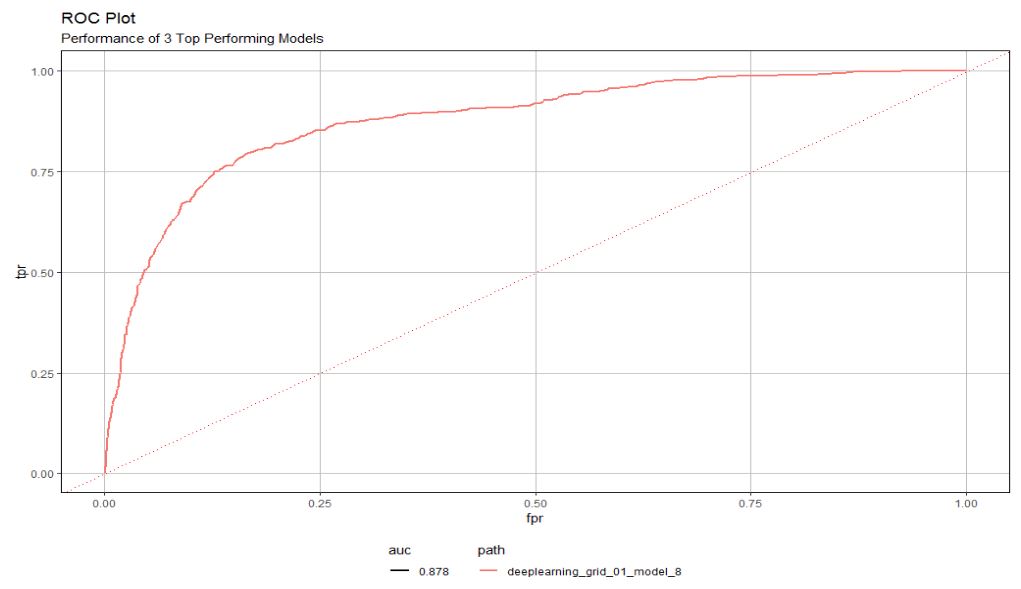 ROC Plot
Performance of 3 Top Performing Models
1.00
0.75
0.50
0.25
0.00
tpr
0.00 0.25 0.50 0.75 1.00
fpr
auc path
0.878 deeplearning_grid_01_model_8